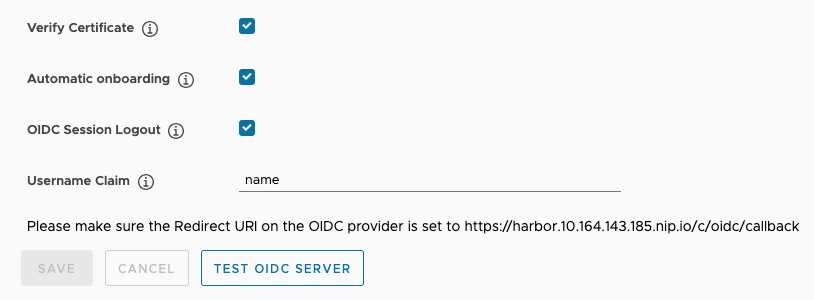 Verify Certificate
Automatic onboarding
OIDC Session Logout
Username Claim name
Please make sure the Redirect URI on the OIDC provider is set to https://harbor.10.164.143.185.nip.io/c/oidc/callback
SAVE CANCEL TEST OIDC SERVER